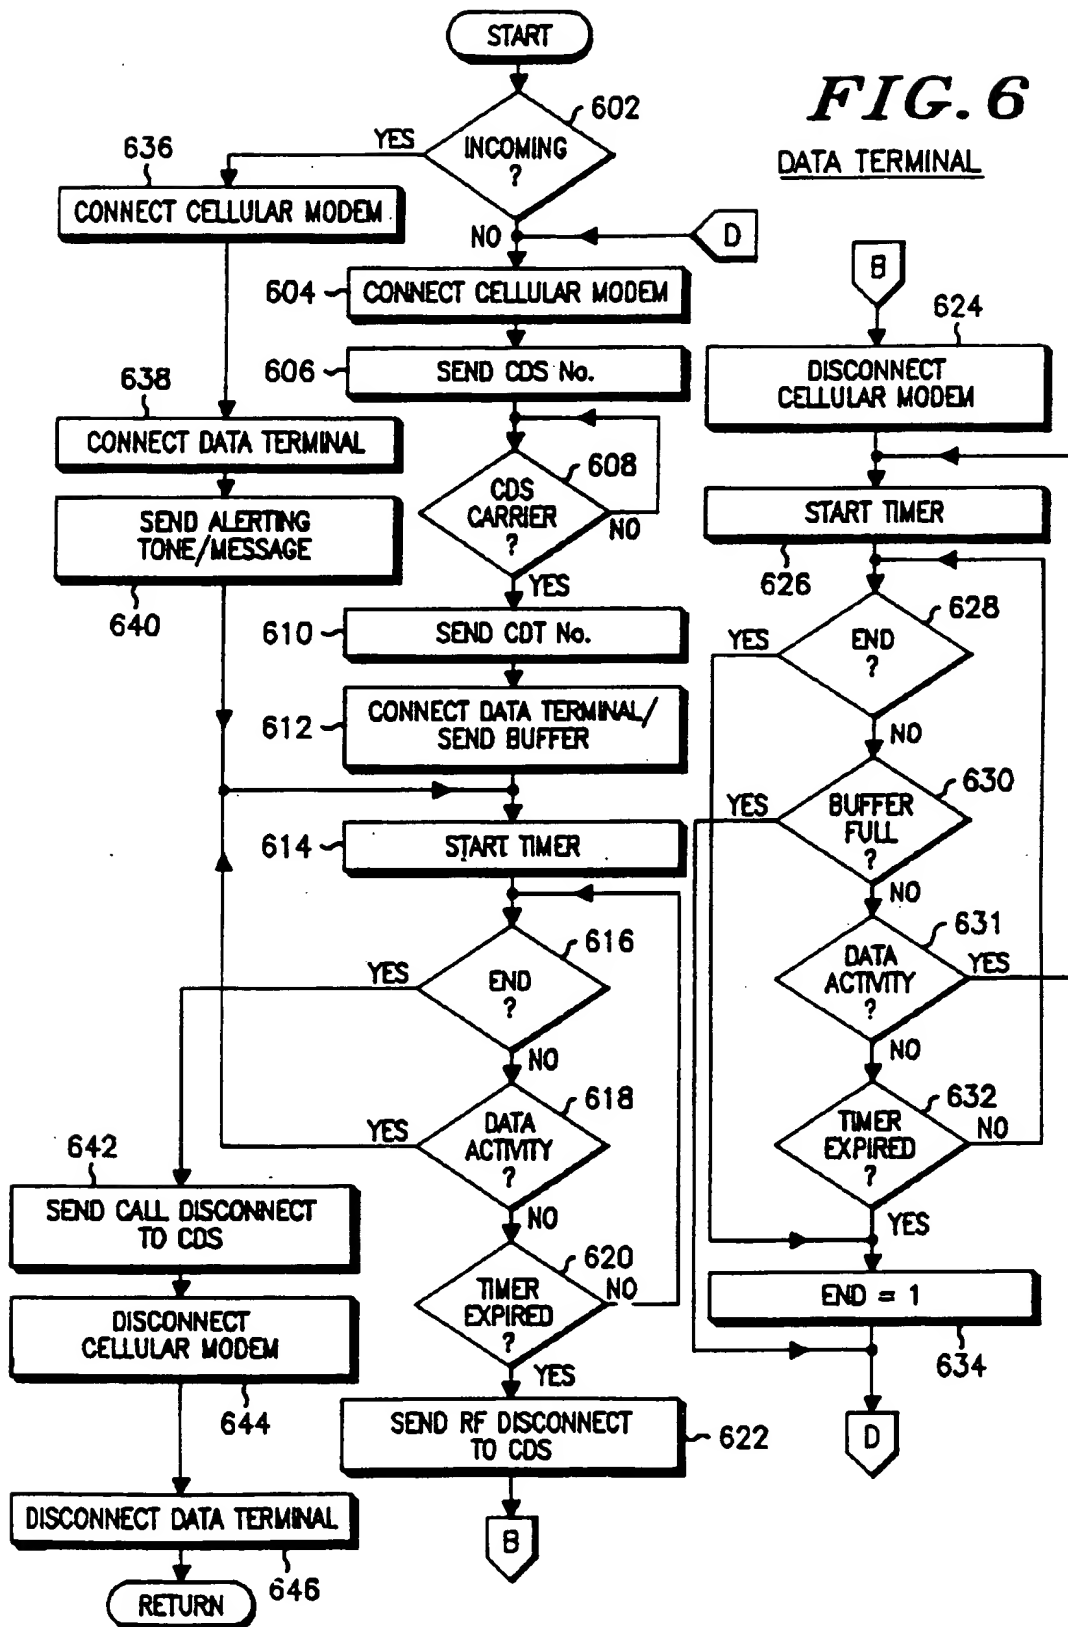 START
FIG. 6
DATA TERMINAL
602
INCOMING
?
YES
NO
D
636
CONNECT CELLULAR MODEM
604
CONNECT CELLULAR MODEM
606
SEND CDS No.
638
CONNECT DATA TERMINAL
608
CDS
CARRIER
?
NO
YES
SEND ALERTING
TONE/MESSAGE
640
610
SEND CDT No.
612
CONNECT DATA TERMINAL/
SEND BUFFER
614
START TIMER
616
END
?
YES
NO
618
DATA
ACTIVITY
?
YES
NO
620
TIMER
EXPIRED
?
NO
YES
SEND RF DISCONNECT
TO CDS
622
B
642
SEND CALL DISCONNECT
TO CDS
DISCONNECT
CELLULAR MODEM
644
DISCONNECT DATA TERMINAL
646
RETURN
B
624
DISCONNECT
CELLULAR MODEM
START TIMER
626
628
END
?
YES
NO
630
BUFFER
FULL
?
YES
NO
631
DATA
ACTIVITY
?
YES
NO
632
TIMER
EXPIRED
?
NO
YES
END = 1
634
D